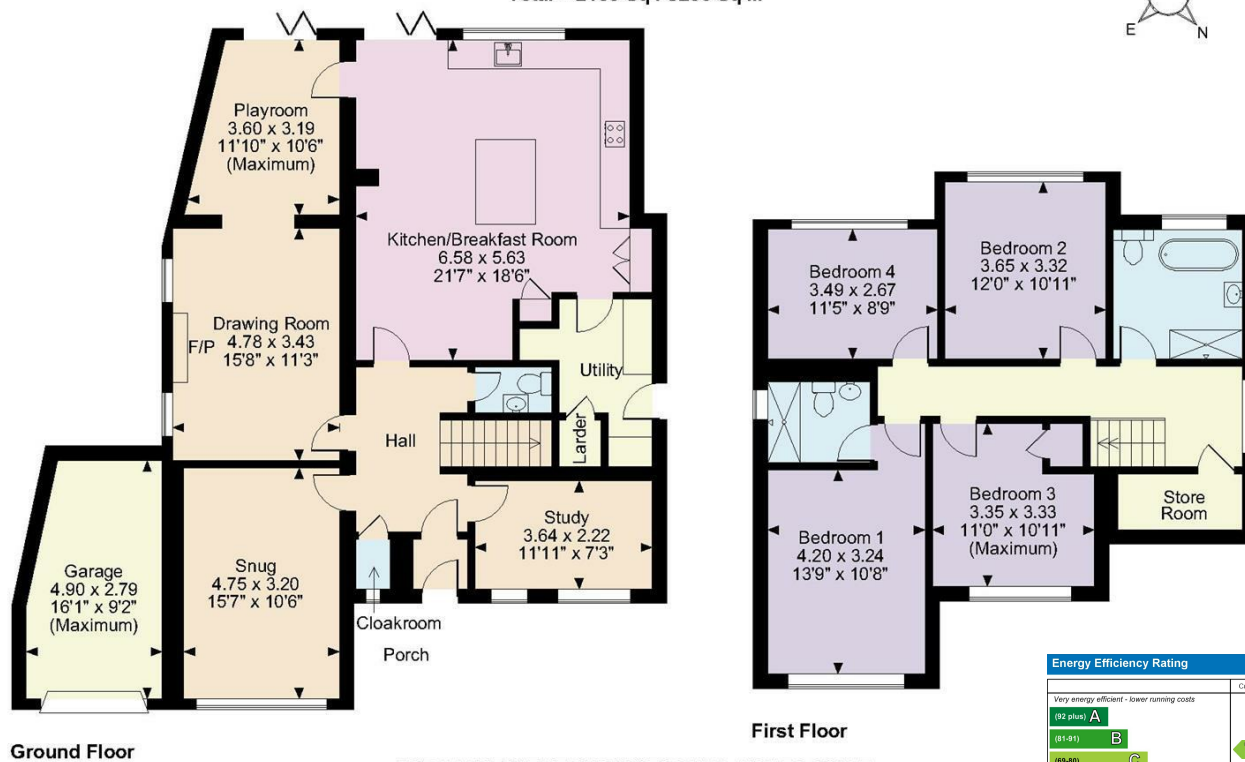 E
N
Playroom
3.60 x 3.19
11'10" x 10'6"
(Maximum)
Kitchen/Breakfast Room
6.58 x 5.63
21'7" x 18'6"
Drawing Room
4.78 x 3.43
15'8" x 11'3"
F/P
Utility
Hall
Larder
Study
3.64 x 2.22
11'11" x 7'3"
Garage
4.90 x 2.79
16'1" x 9'2"
(Maximum)
Snug
4.75 x 3.20
15'7" x 10'6"
Cloakroom
Porch
Ground Floor
Bedroom 4
3.49 x 2.67
11'5" x 8'9"
Bedroom 2
3.65 x 3.32
12'0" x 10'11"
Bedroom 1
4.20 x 3.24
13'9" x 10'8"
Bedroom 3
3.35 x 3.33
11'0" x 10'11"
(Maximum)
Store
Room
First Floor
Energy Efficiency Rating
Very energy efficient - lower running costs
(92 plus) A
(81-91) B
(69-80) C